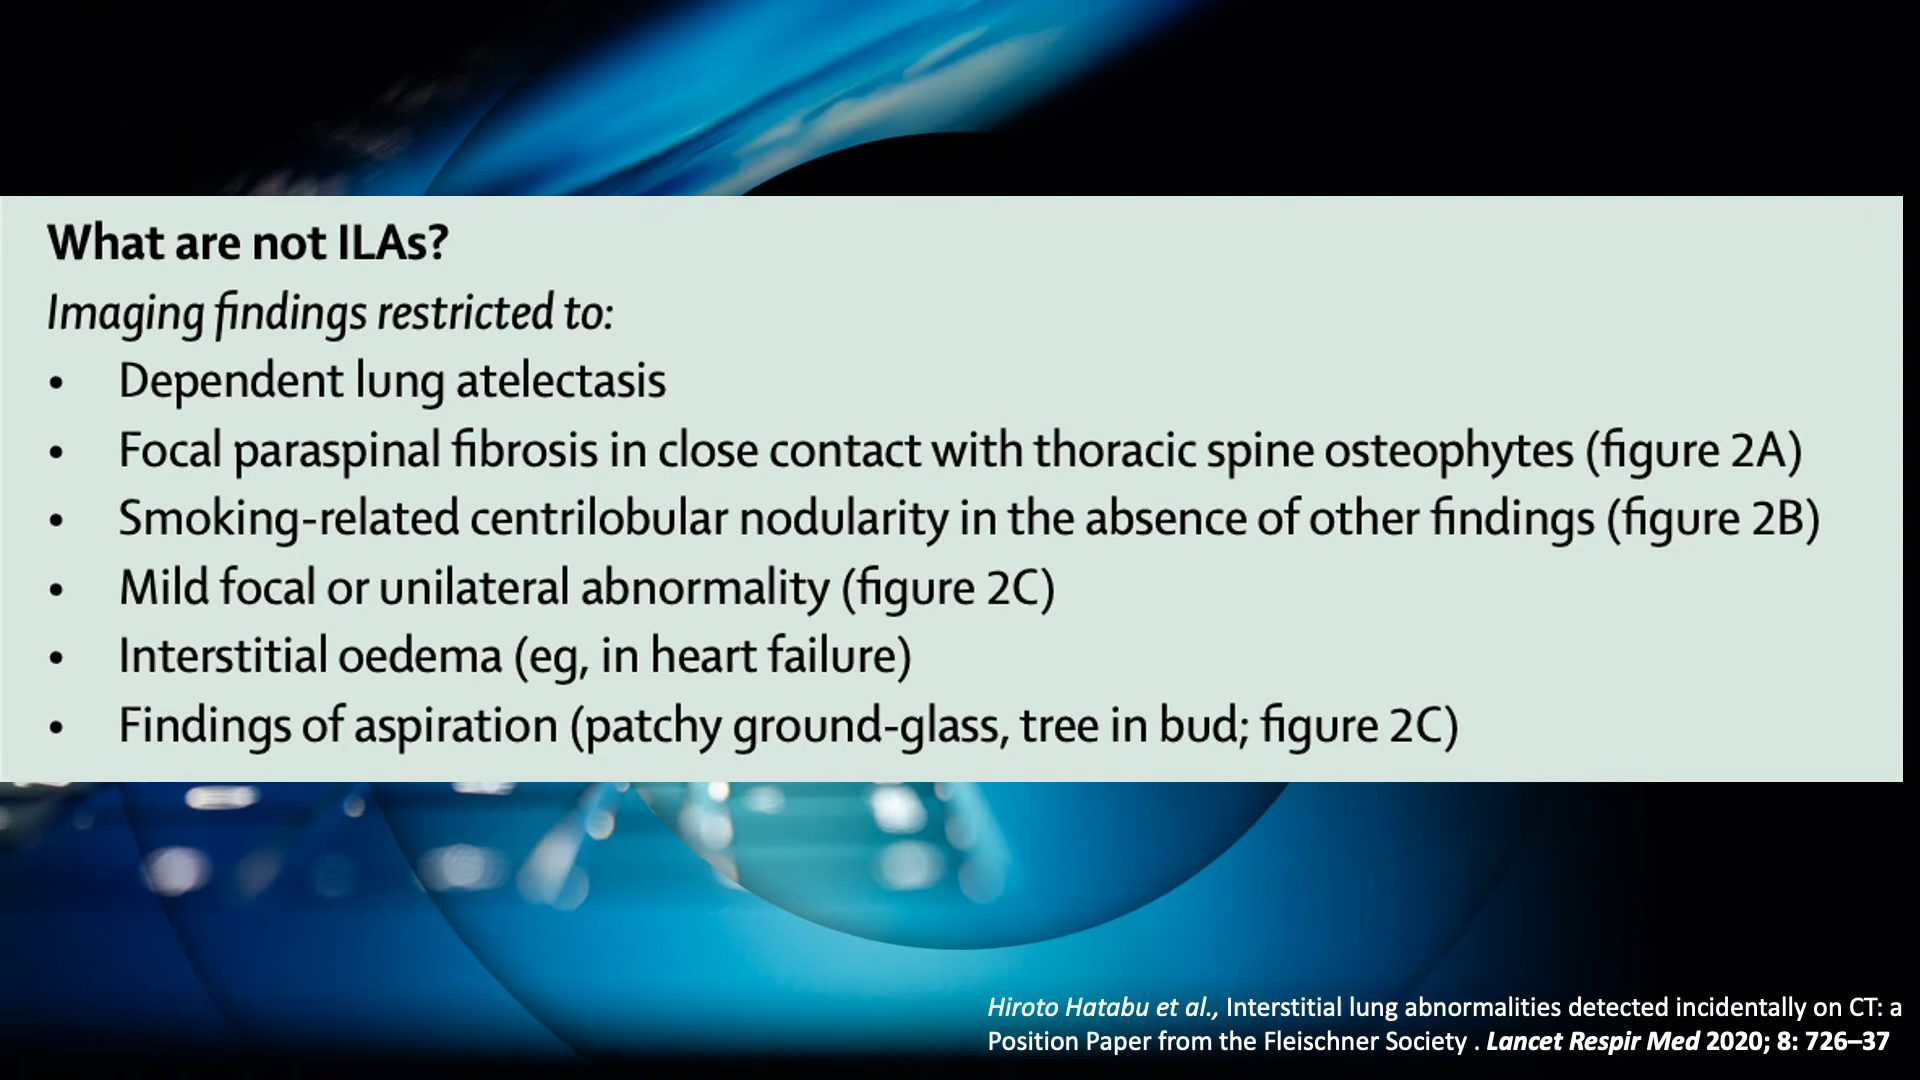 What are not ILAs?
Imaging findings restricted to:
• Dependent lung atelectasis
• Focal paraspinal fibrosis in close contact with thoracic spine osteophytes (figure 2A)
• Smoking-related centrilobular nodularity in the absence of other findings (figure 2B)
• Mild focal or unilateral abnormality (figure 2C)
• Interstitial oedema (eg, in heart failure)
• Findings of aspiration (patchy ground-glass, tree in bud; figure 2C)
Hiroto Hatabu et al., Interstitial lung abnormalities detected incidentally on CT: a
Position Paper from the Fleischner Society . Lancet Respir Med 2020; 8: 726–37